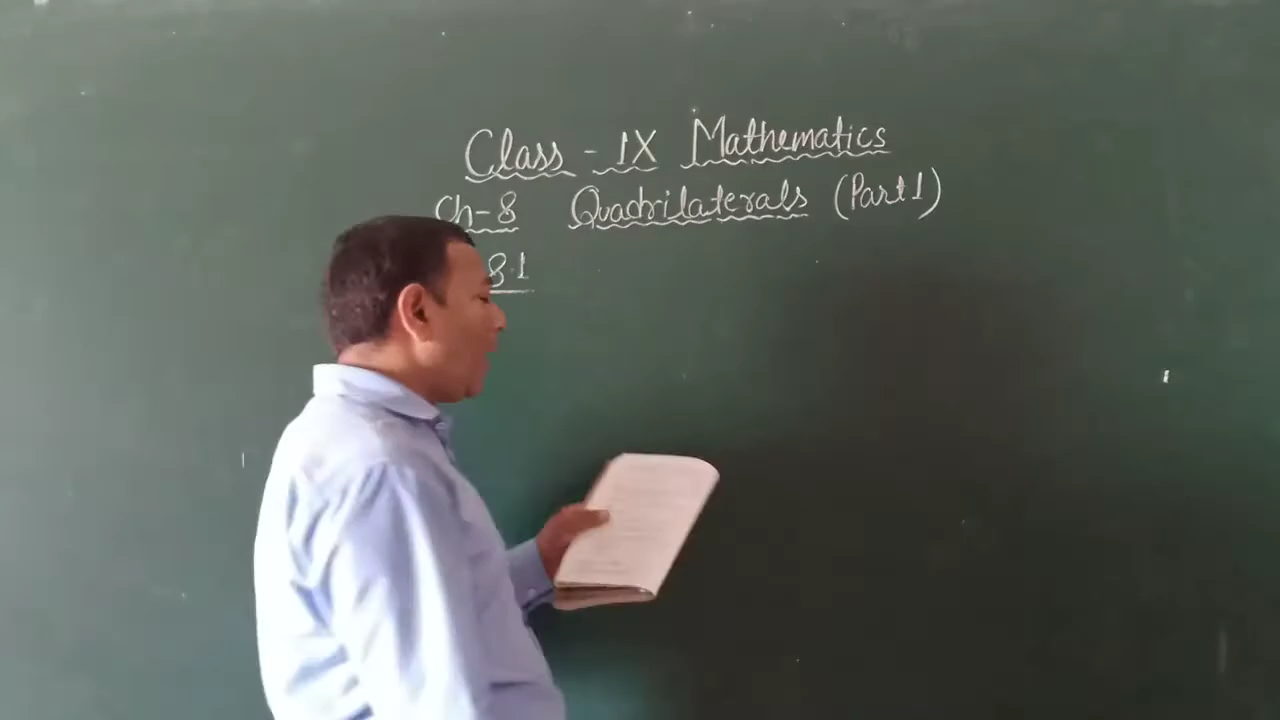 Class - IX Mathematics
Ch-8 Quadrilaterals (Part 1)
8.1